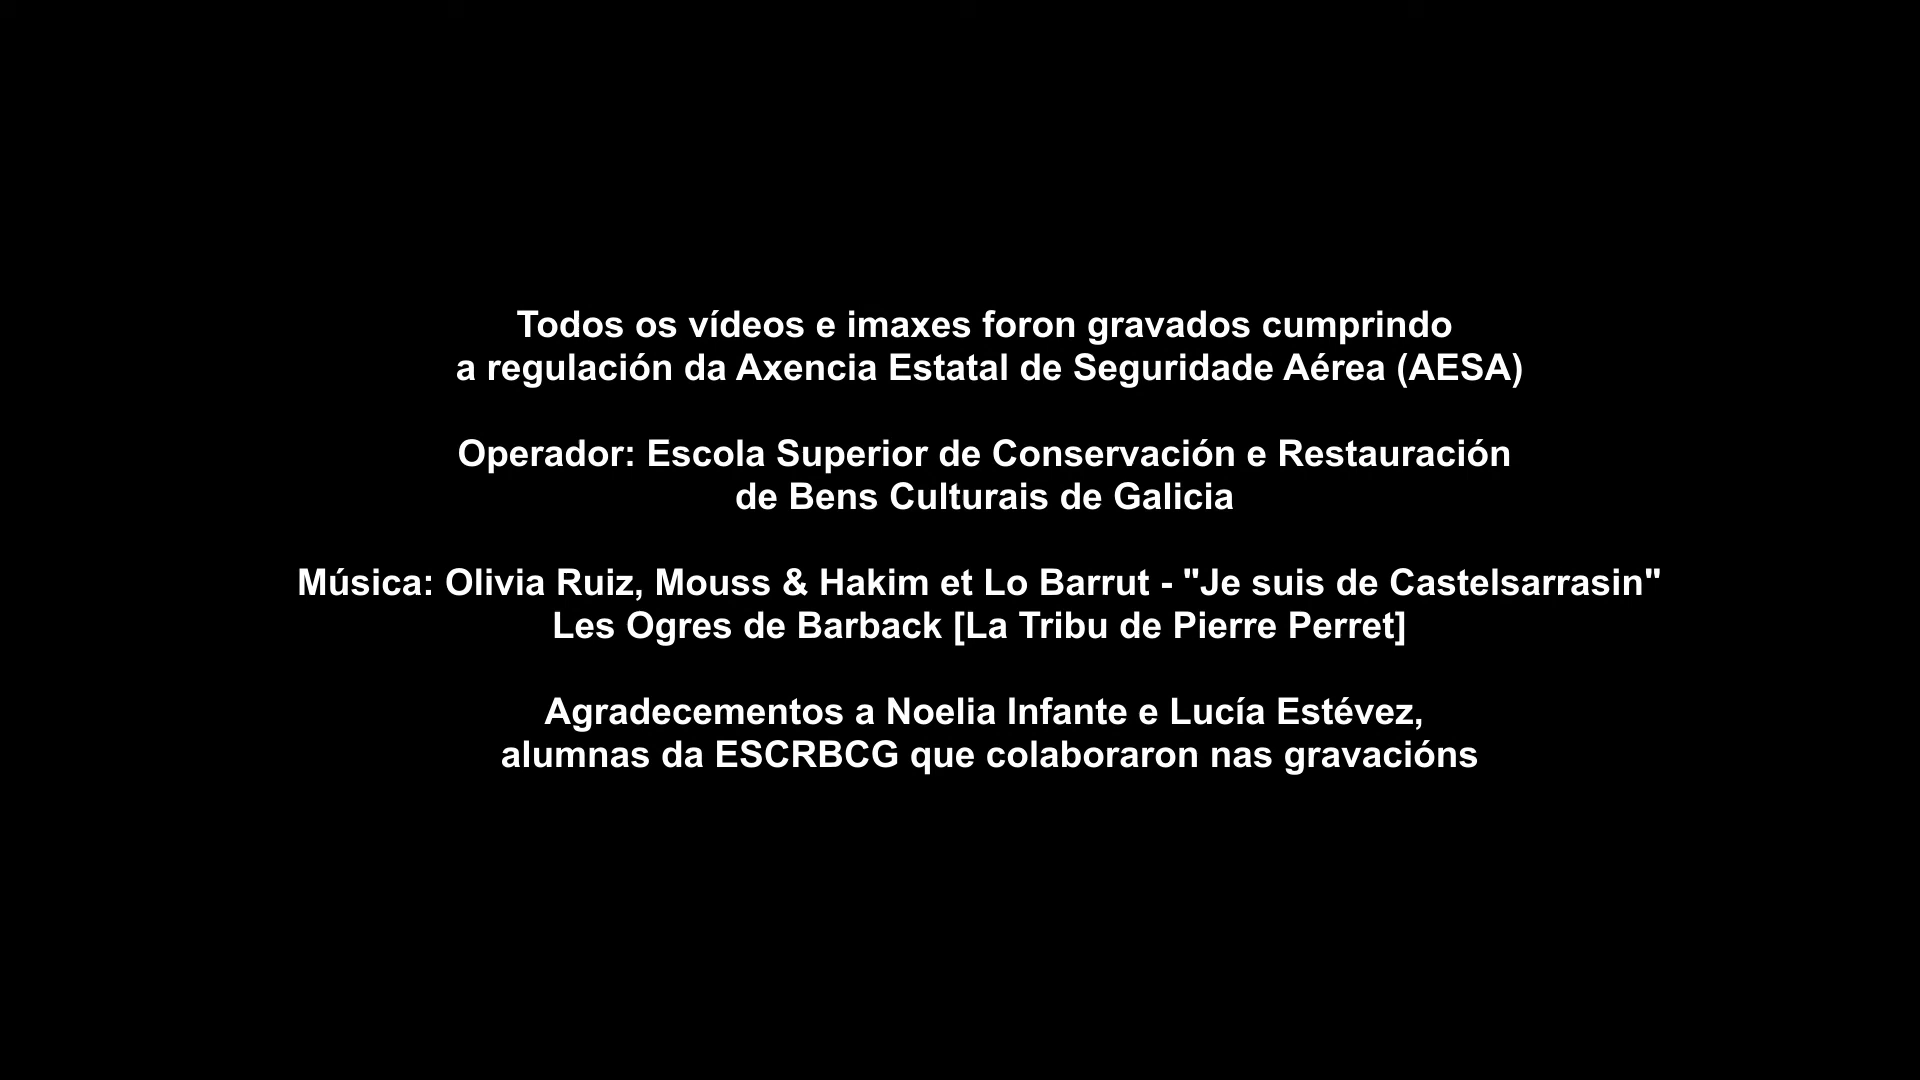 Todos os vídeos e imaxes foron gravados cumprindo
a regulación da Axencia Estatal de Seguridade Aérea (AESA)
Operador: Escola Superior de Conservación e Restauración
de Bens Culturais de Galicia
Música: Olivia Ruiz, Mouss & Hakim et Lo Barrut - "Je suis de Castelsarrasin"
Les Ogres de Barback [La Tribu de Pierre Perret]
Agradecementos a Noelia Infante e Lucía Estévez,
alumnas da ESCRBCG que colaboraron nas gravacións